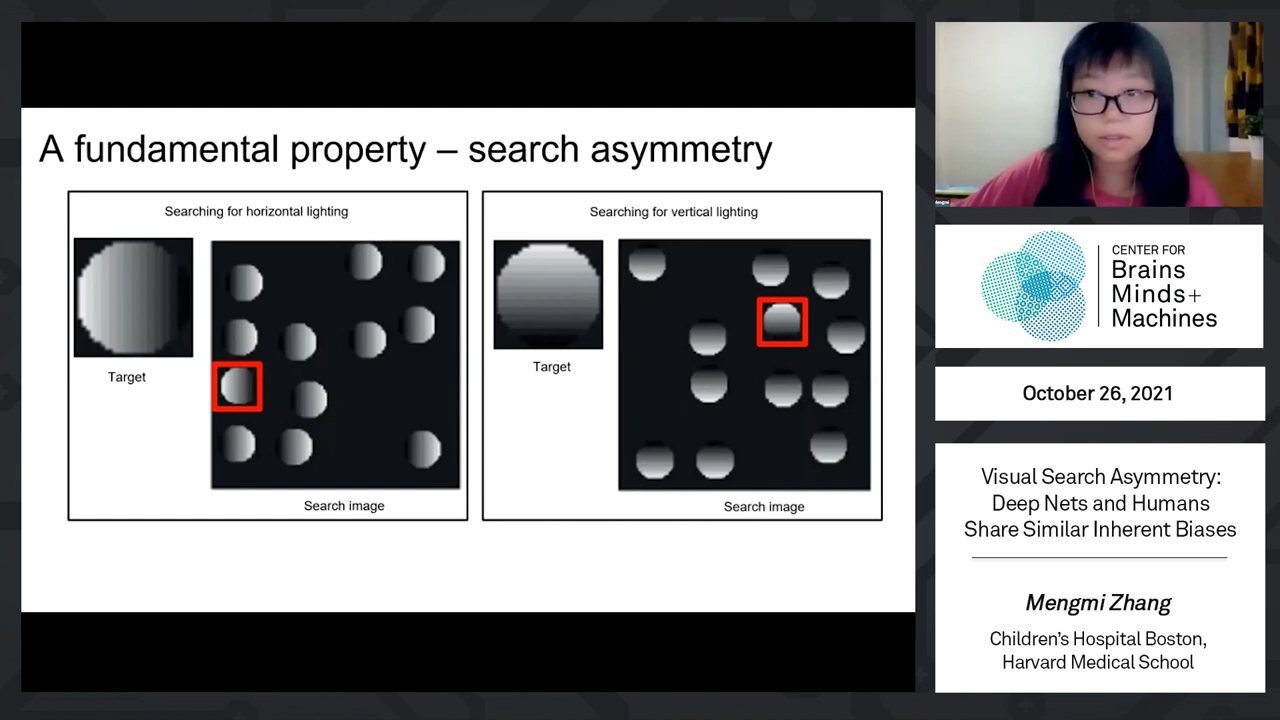 A fundamental property – search asymmetry
Searching for horizontal lighting
Target
Search image
Searching for vertical lighting
Target
Search image
CENTER FOR
Brains
Minds+
Machines
October 26, 2021
Visual Search Asymmetry:
Deep Nets and Humans
Share Similar Inherent Biases
Mengmi Zhang
Children's Hospital Boston,
Harvard Medical School